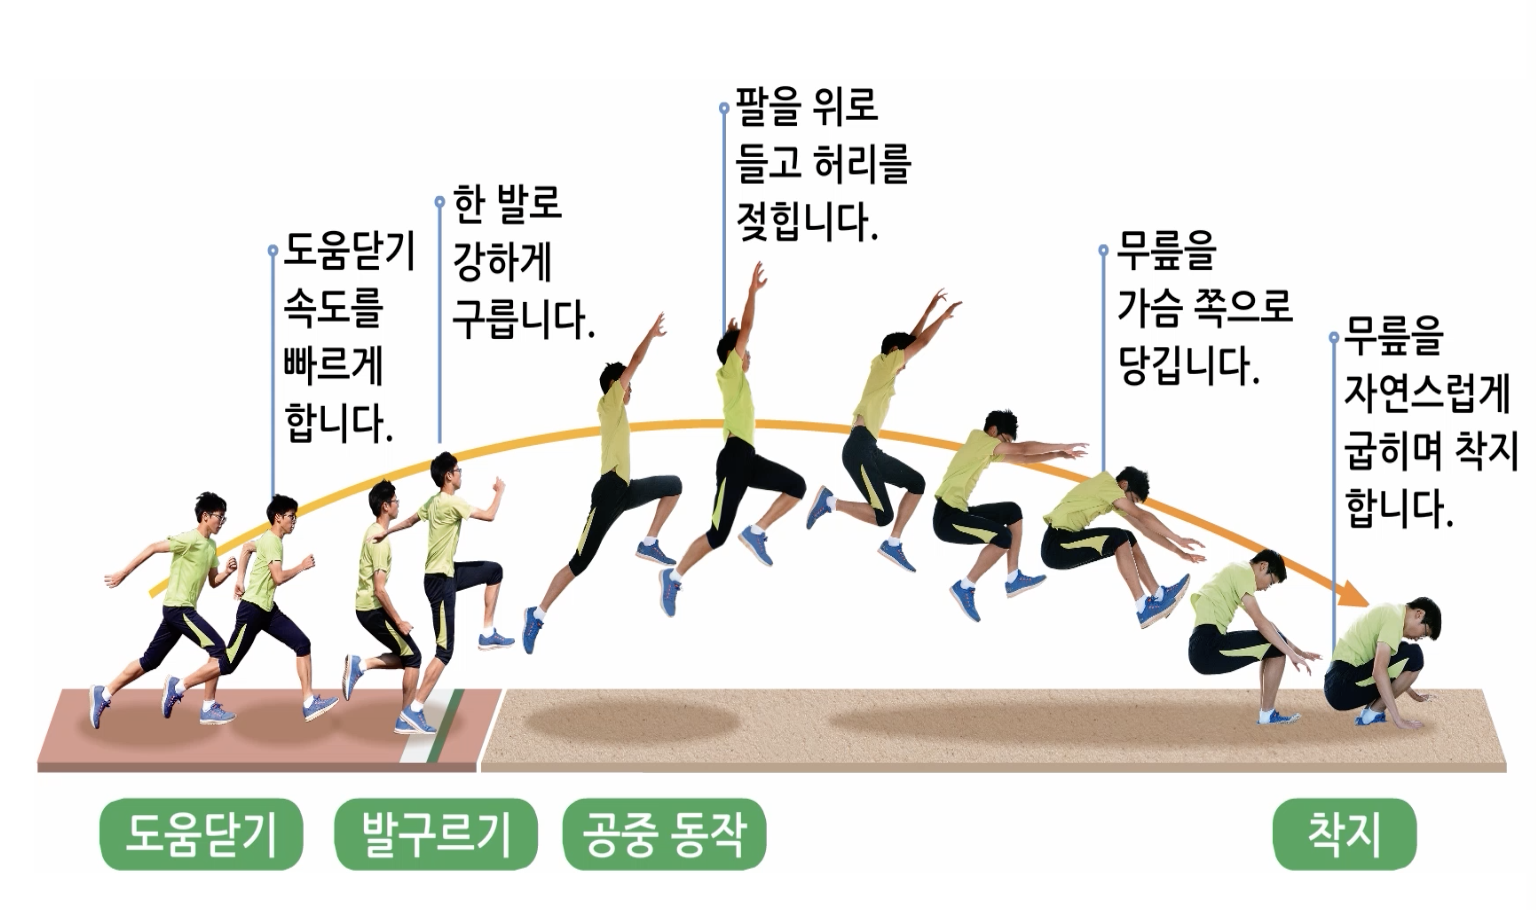 팔을 위로
들고 허리를
젖힙니다.
한 발로
강하게
구릅니다.
도움닫기
속도를
빠르게
합니다.
무릎을
가슴 쪽으로
당깁니다.
무릎을
자연스럽게
굽히며 착지
합니다.
도움닫기
발구르기
공중 동작
착지